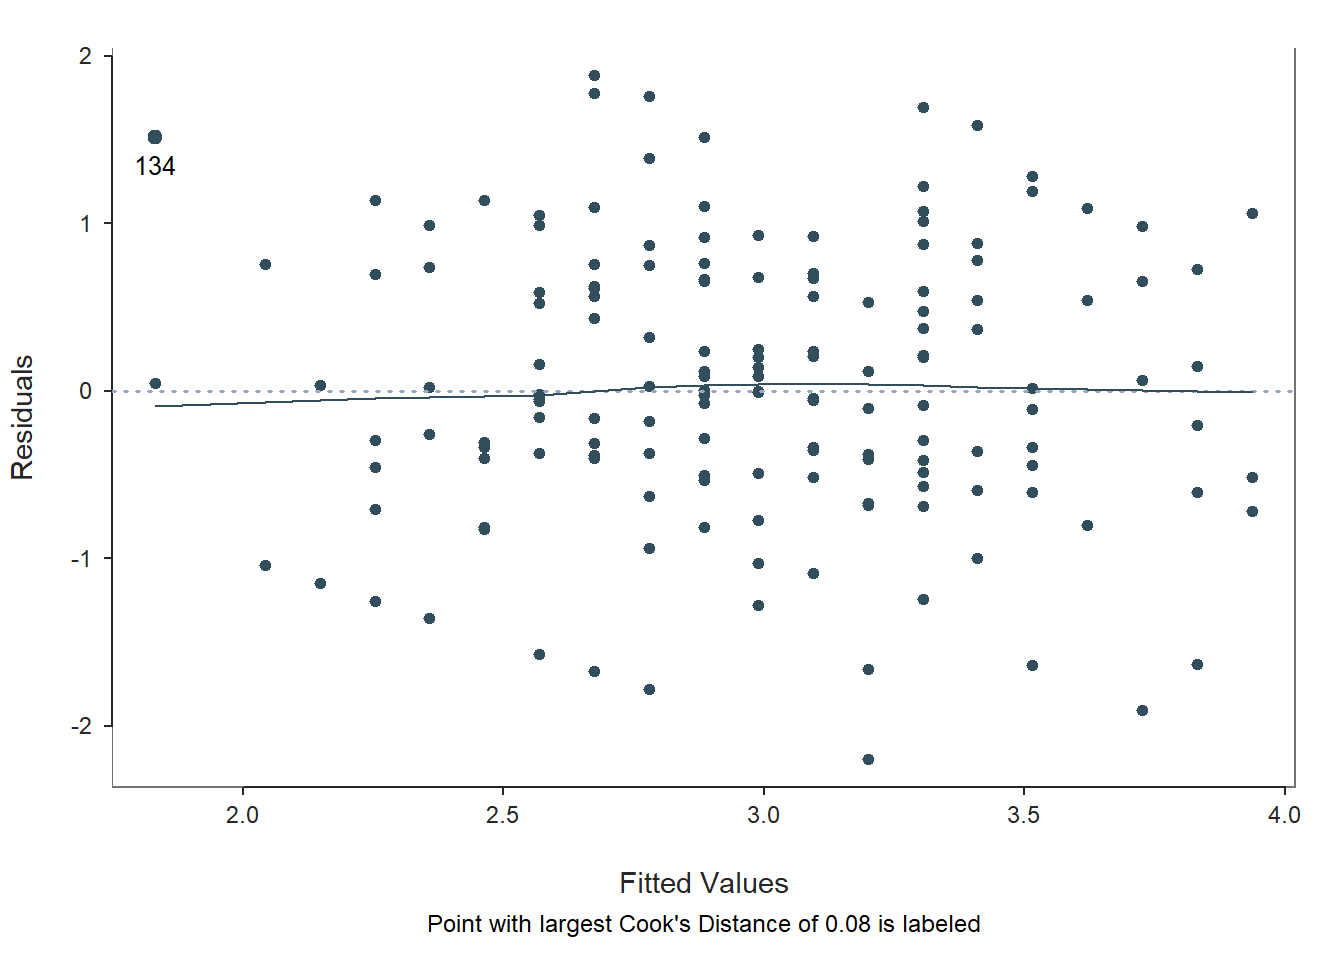 2
134
1
0
-1
-2
Residuals
2.0 2.5 3.0 3.5 4.0
Fitted Values
Point with largest Cook's Distance of 0.08 is labeled